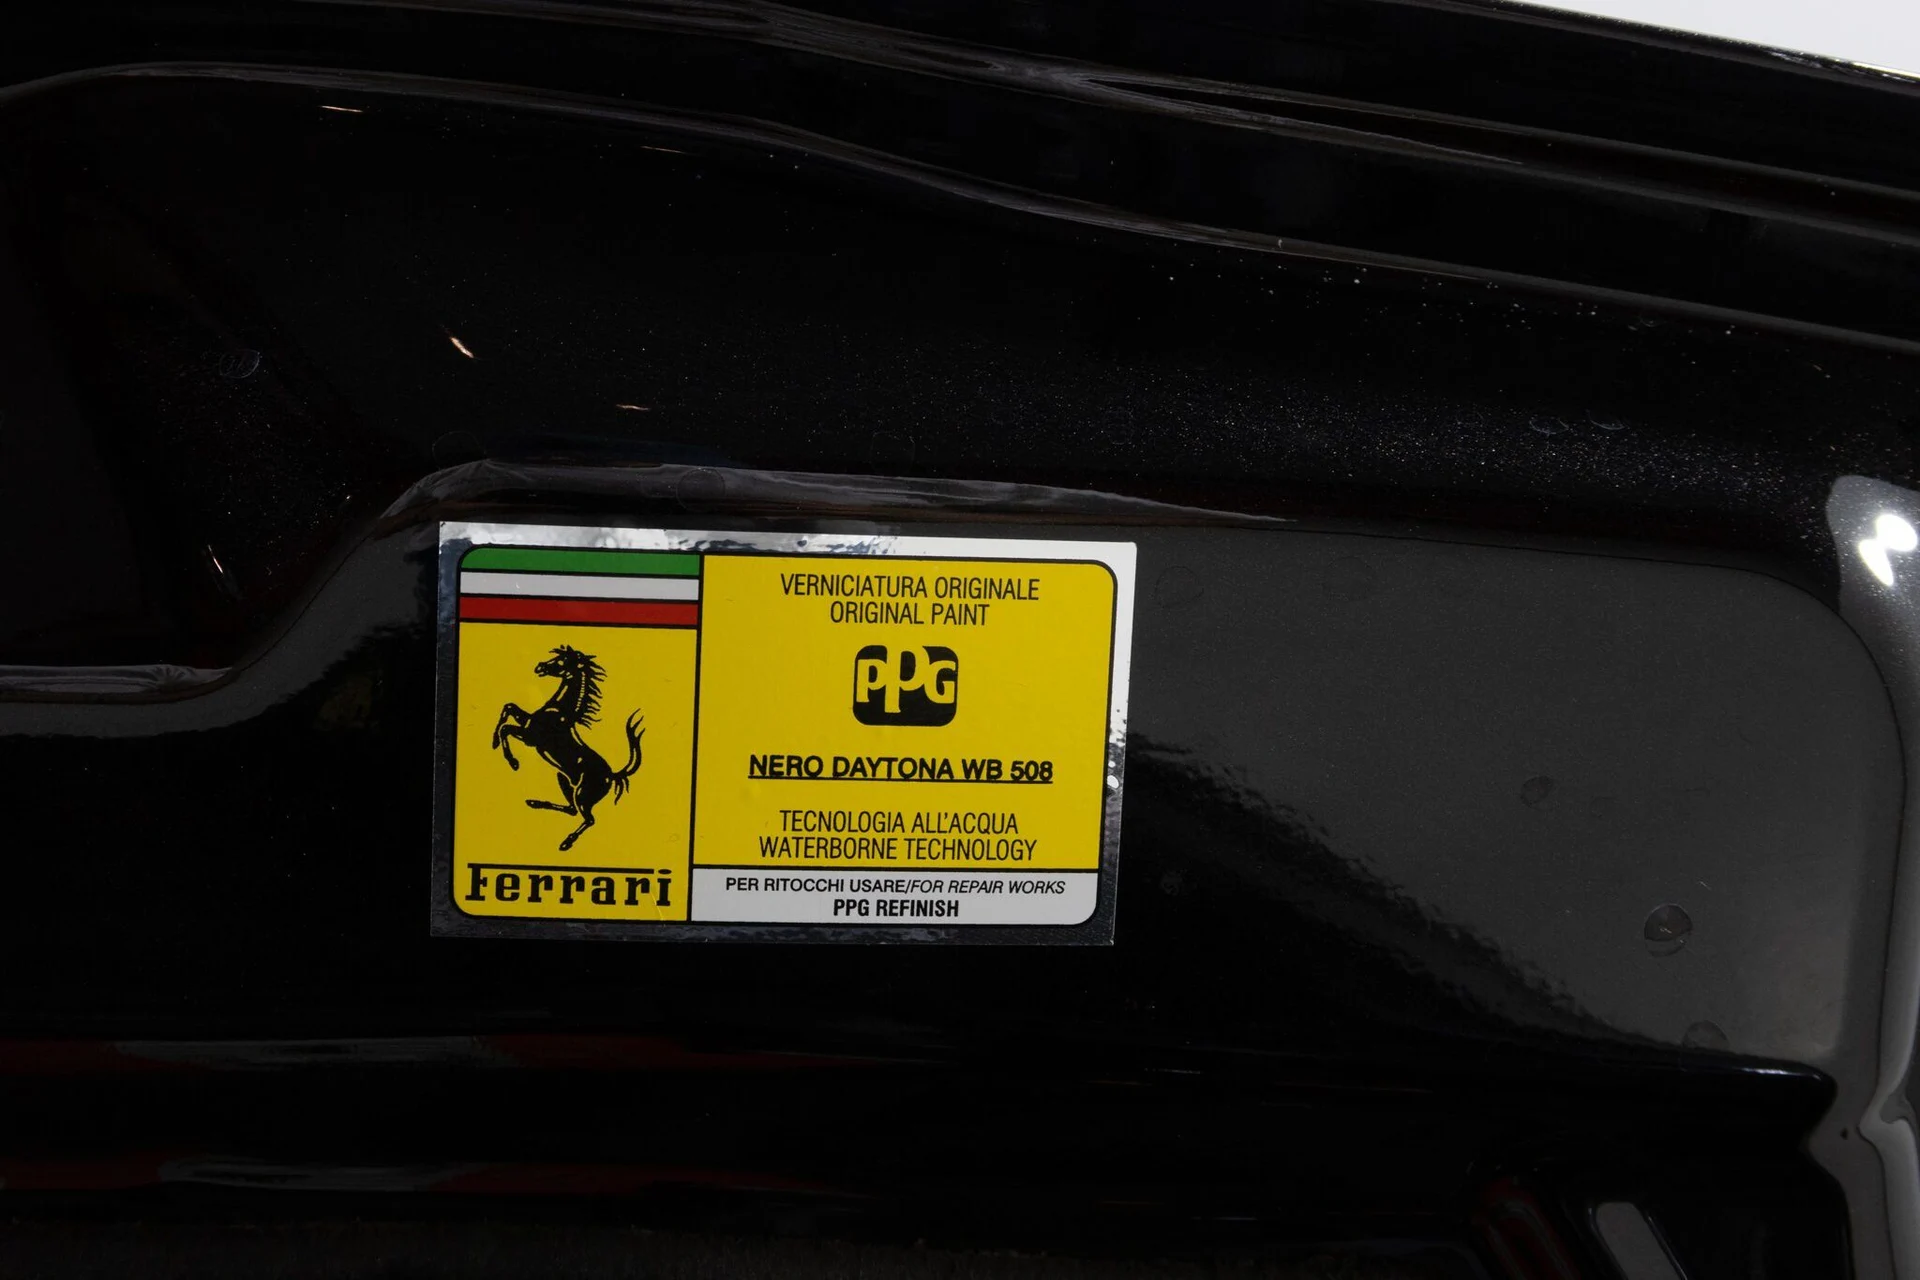 VERNICIATURA ORIGINALE
ORIGINAL PAINT
PPG
NERO DAYTONA WB 508
TECNOLOGIA ALL'ACQUA
WATERBORNE TECHNOLOGY
Ferrari
PER RITOCCHI USARE/FOR REPAIR WORKS
PPG REFINISH